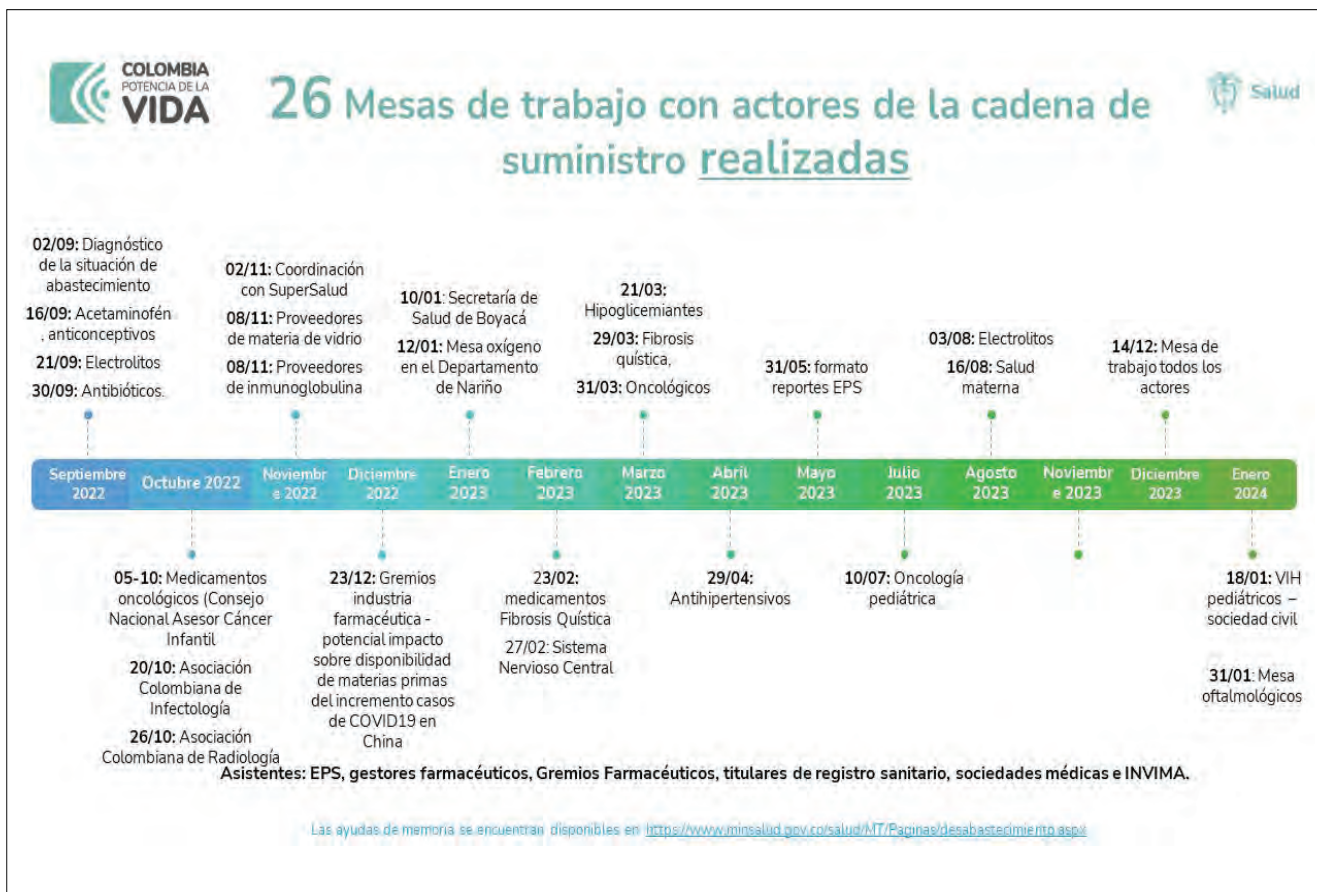 COLOMBIA
POTENCIA DE LA
VIDA
26 Mesas de trabajo con actores de la cadena de
suministro realizadas
Salud
02/09: Diagnóstico
de la situación de
abastecimiento
16/09: Acetaminofén
, anticonceptivos
21/09: Electrolitos
30/09: Antibióticos.
02/11: Coordinación
con SuperSalud
08/11: Proveedores
de materia de vidrio
08/11: Proveedores
de inmunoglobulina
10/01: Secretaría de
Salud de Boyacá
12/01: Mesa oxígeno
en el Departamento
de Nariño
21/03:
Hipoglicemiantes
29/03: Fibrosis
quística,
31/03: Oncológicos
31/05: formato
reportes EPS
03/08: Electrolitos
16/08: Salud
materna
14/12: Mesa de
trabajo todos los
actores
Septiembre
2022
Octubre 2022
Noviembr
e 2022
Diciembre
2022
Enero
2023
Febrero
2023
Marzo
2023
Abril
2023
Mayo
2023
Julio
2023
Agosto
2023
Noviembr
e 2023
Diciembre
2023
Enero
2024
05-10: Medicamentos
oncológicos (Consejo
Nacional Asesor Cáncer
Infantil
20/10: Asociación
Colombiana de
Infectología
26/10: Asociación
Colombiana de Radiología
23/12: Gremios
industria
farmacéutica -
potencial impacto
sobre disponibilidad
de materias primas
del incremento casos
de COVID19 en
China
23/02:
medicamentos
Fibrosis Quística
27/02: Sistema
Nervioso Central
29/04:
Antihipertensivos
10/07: Oncología
pediátrica
18/01: VIH
pediátricos –
sociedad civil
31/01: Mesa
oftalmológicos
Asistentes: EPS, gestores farmacéuticos, Gremios Farmacéuticos, titulares de registro sanitario, sociedades médicas e INVIMA.
Las ayudas de memoria se encuentran disponibles en https://www.minsalud.gov.co/salud/MT/Paginas/desabastecimiento.aspx